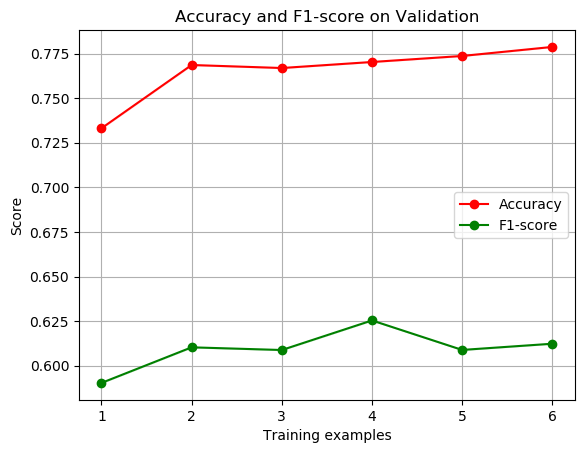 Accuracy and F1-score on Validation
0.775
0.750
0.725
0.700
0.675
0.650
0.625
0.600
Score
Accuracy
F1-score
1 2 3 4 5 6
Training examples